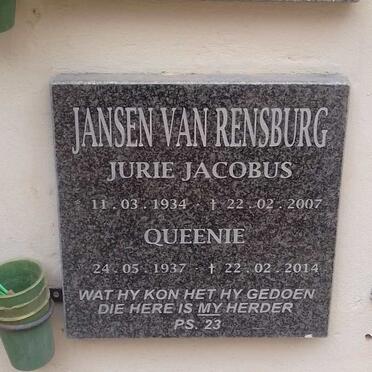 JANSEN VAN RENSBURG
JURIE JACOBUS
* 11 . 03 . 1934 - † 22 . 02 . 2007
QUEENIE
* 24 . 05 . 1937 - † 22 . 02 . 2014
WAT HY KON HET HY GEDOEN
DIE HERE IS MY HERDER
PS. 23